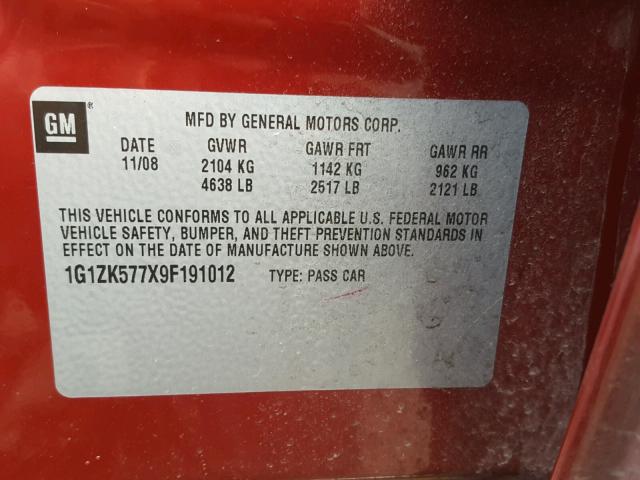 GM ®
MFD BY GENERAL MOTORS CORP.
DATE GVWR GAWR FRT GAWR RR
11/08 2104 KG 1142 KG 962 KG
4638 LB 2517 LB 2121 LB
THIS VEHICLE CONFORMS TO ALL APPLICABLE U.S. FEDERAL MOTOR
VEHICLE SAFETY, BUMPER, AND THEFT PREVENTION STANDARDS IN
EFFECT ON THE DATE OF MANUFACTURE SHOWN ABOVE.
1G1ZK577X9F191012 TYPE: PASS CAR